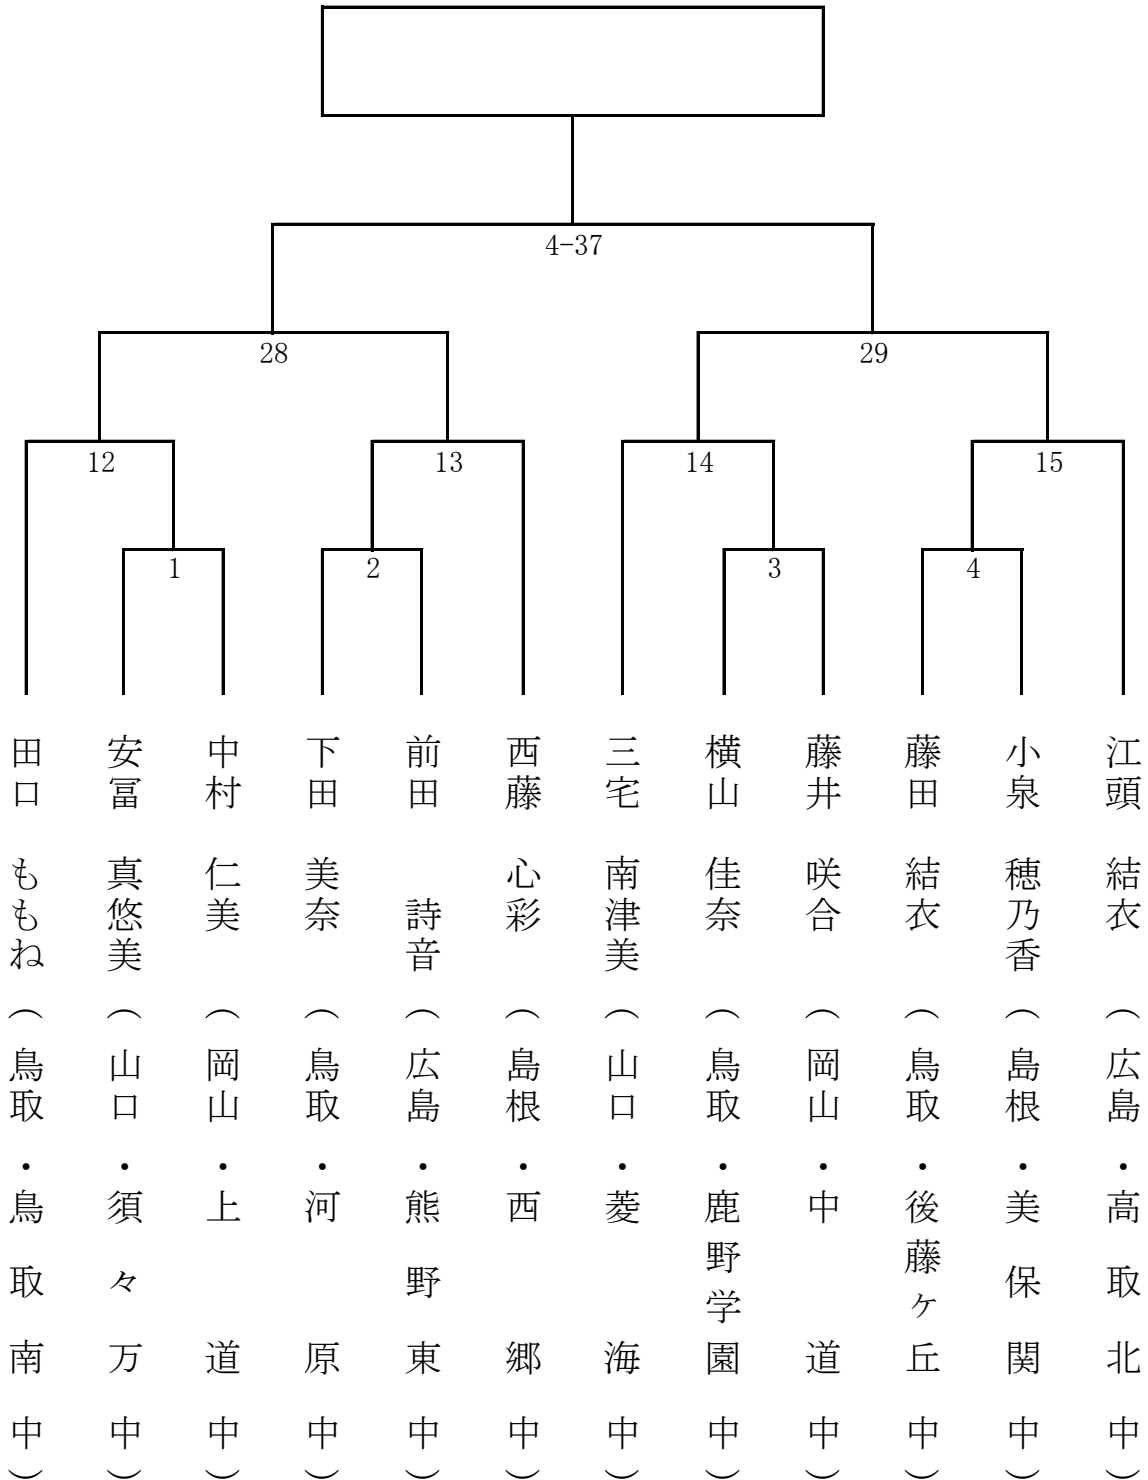 4-37
28
29
12
13
14
15
1
2
3
4
田口 ももね（鳥取・鳥取南中）
安冨 真悠美（山口・須々万中）
中村 仁美（岡山・上道中）
下田 美奈（鳥取・河原中）
前田 詩音（広島・熊野東中）
西藤 心彩（島根・西郷中）
三宅 南津美（山口・菱海中）
横山 佳奈（鳥取・鹿野学園中）
藤井 咲合（岡山・中道中）
藤田 結衣（鳥取・後藤ヶ丘中）
小泉 穂乃香（島根・美保関中）
江頭 結衣（広島・高取北中）